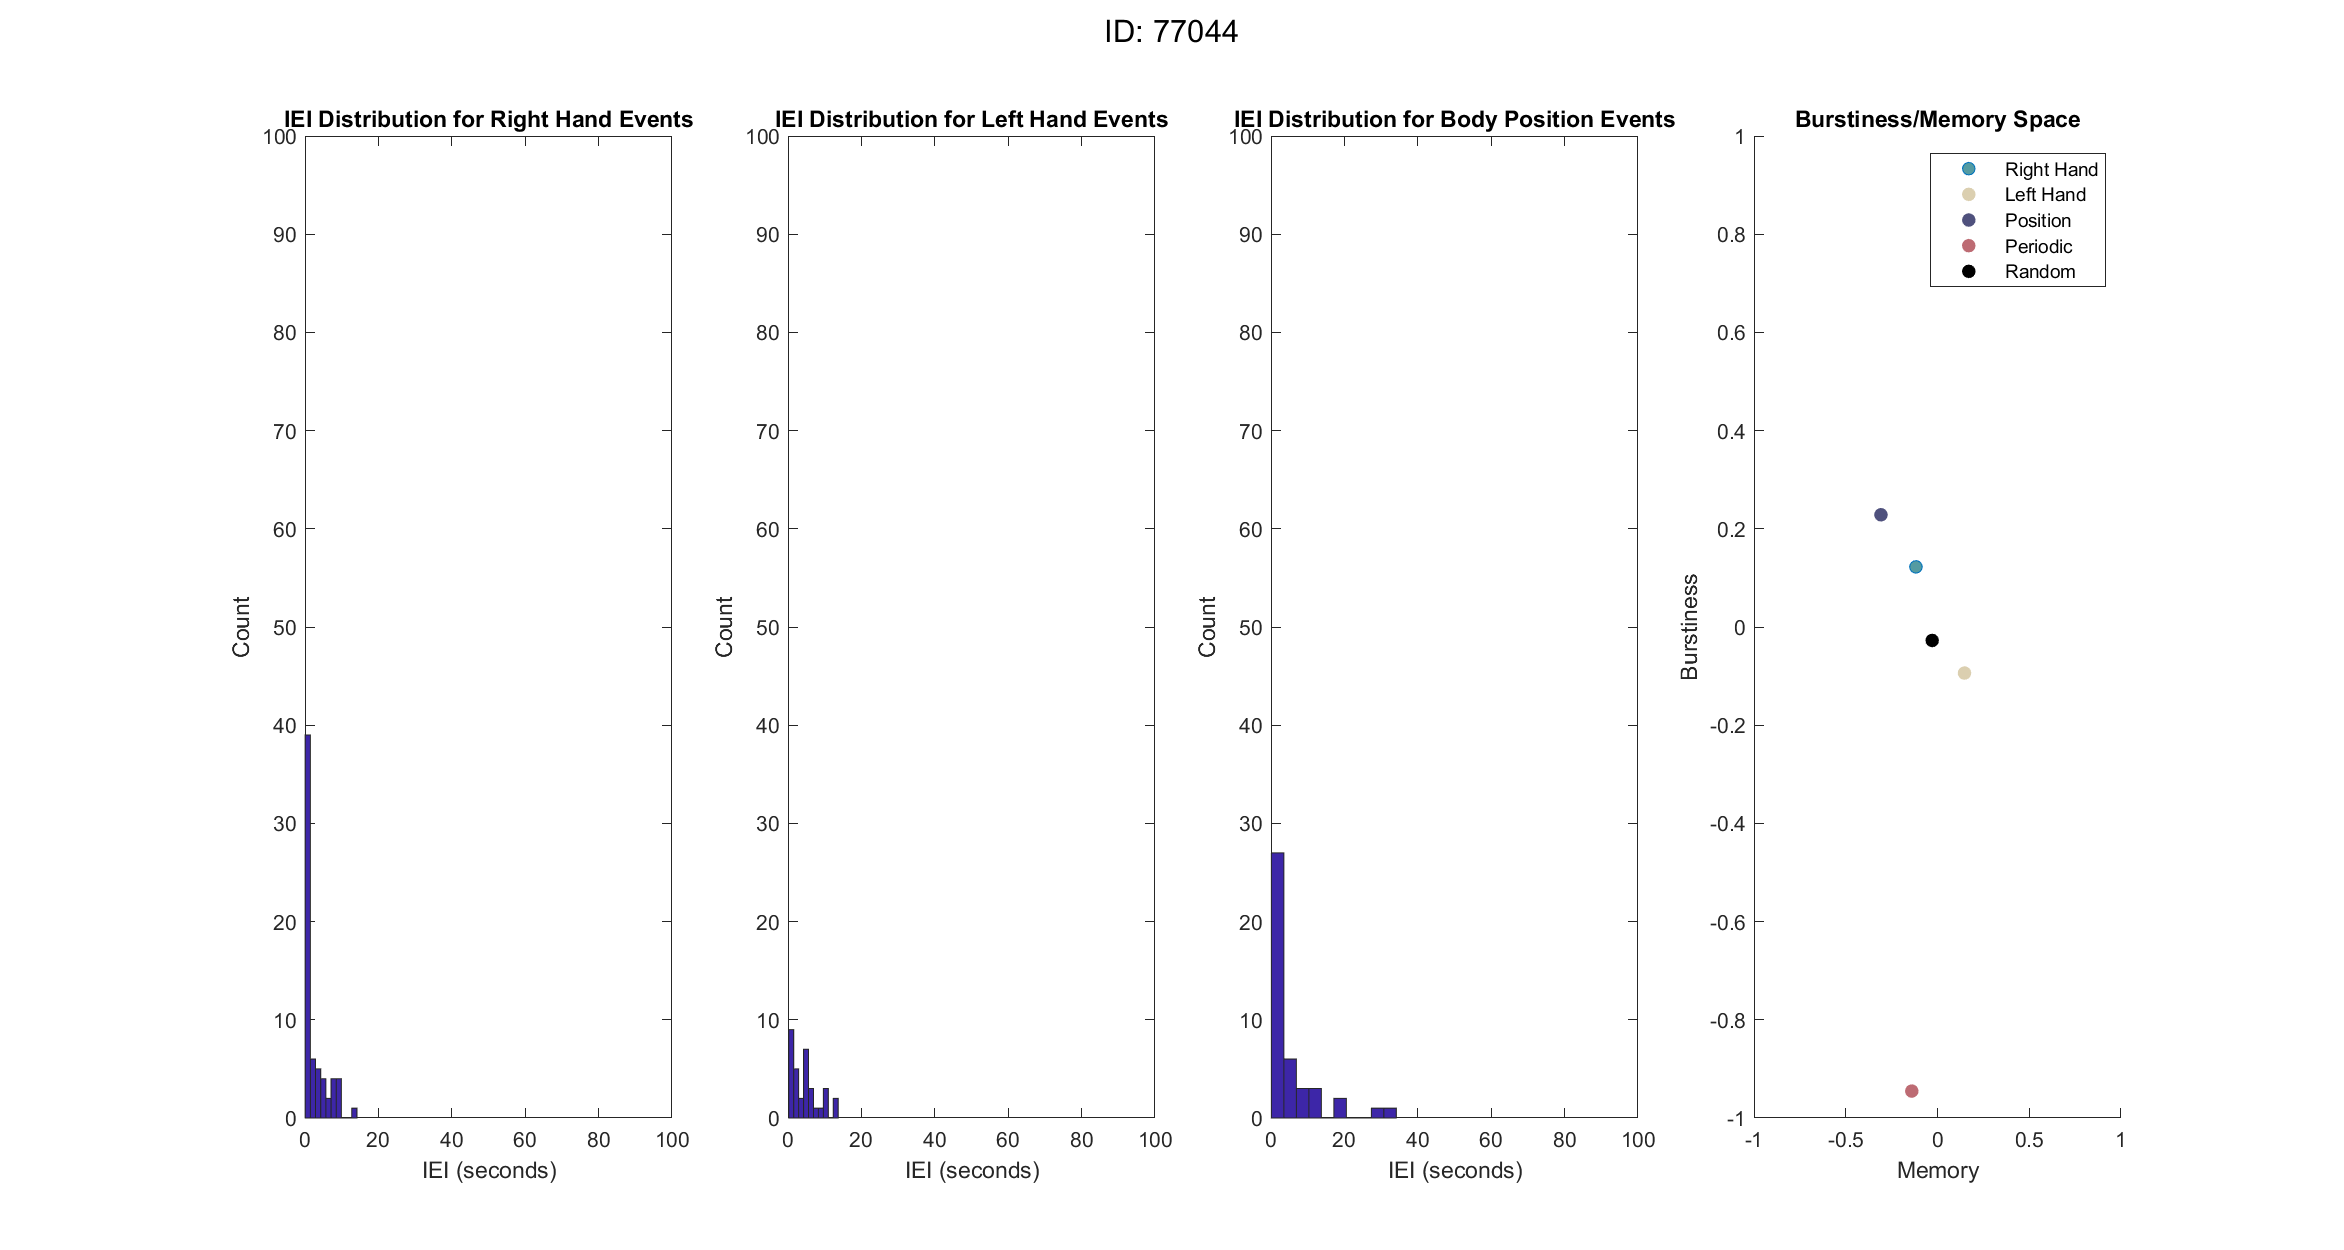 ID: 77044
IEI Distribution for Right Hand Events
100
90
80
70
60
50
40
30
20
10
0
Count
0 20 40 60 80 100
IEI (seconds)
IEI Distribution for Left Hand Events
100
90
80
70
60
50
40
30
20
10
0
Count
0 20 40 60 80 100
IEI (seconds)
IEI Distribution for Body Position Events
100
90
80
70
60
50
40
30
20
10
0
Count
0 20 40 60 80 100
IEI (seconds)
Burstiness/Memory Space
1
0.8
0.6
0.4
0.2
0
-0.2
-0.4
-0.6
-0.8
-1
Burstiness
Right Hand
Left Hand
Position
Periodic
Random
-1 -0.5 0 0.5 1
Memory